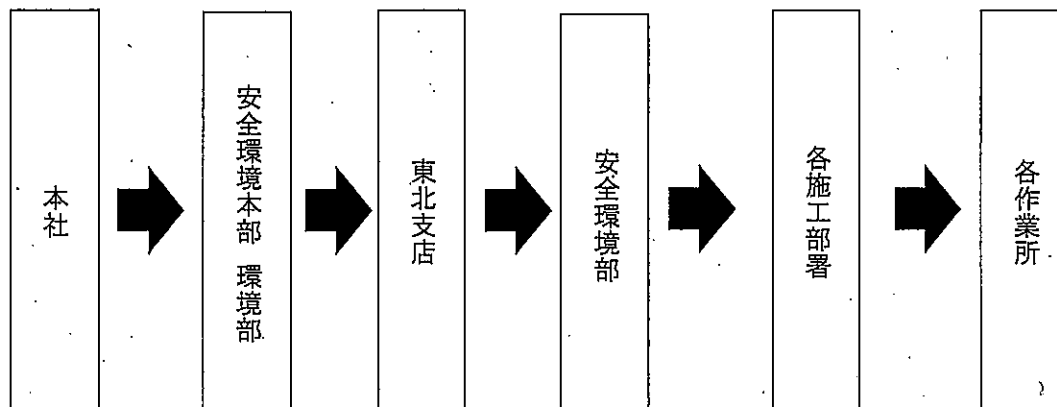 本社
安全環境本部 環境部
東北支店
安全環境部
各施工部署
各作業所